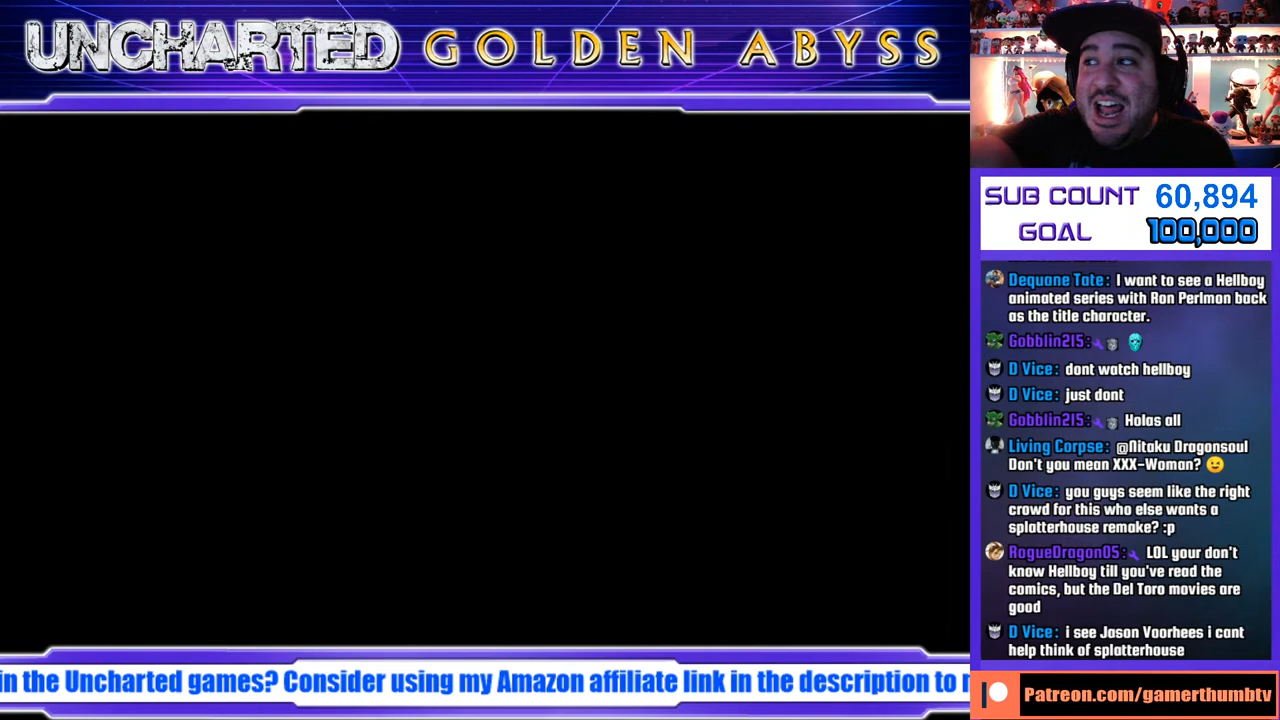 UNCHARTED GOLDEN ABYSS
SUB COUNT 60,894
GOAL 100,000
Dequane Tate: I want to see a Hellboy
animated series with Ron Perlman back
as the title character.
Gobblin215:
D Vice: dont watch hellboy
D Vice: just dont
Gobblin215: Holas all
Living Corpse: @Nitaku Dragonsoul
Don't you mean XXX-Woman? 😉
D Vice: you guys seem like the right
crowd for this who else wants a
splatterhouse remake? :p
RogueDragon05: LOL your don't
know Hellboy till you've read the
comics, but the Del Toro movies are
good
D Vice: i see Jason Voorhees i cant
help think of splatterhouse
in the Uncharted games? Consider using my Amazon affiliate link in the description to
Patreon.com/gamerthumbtv